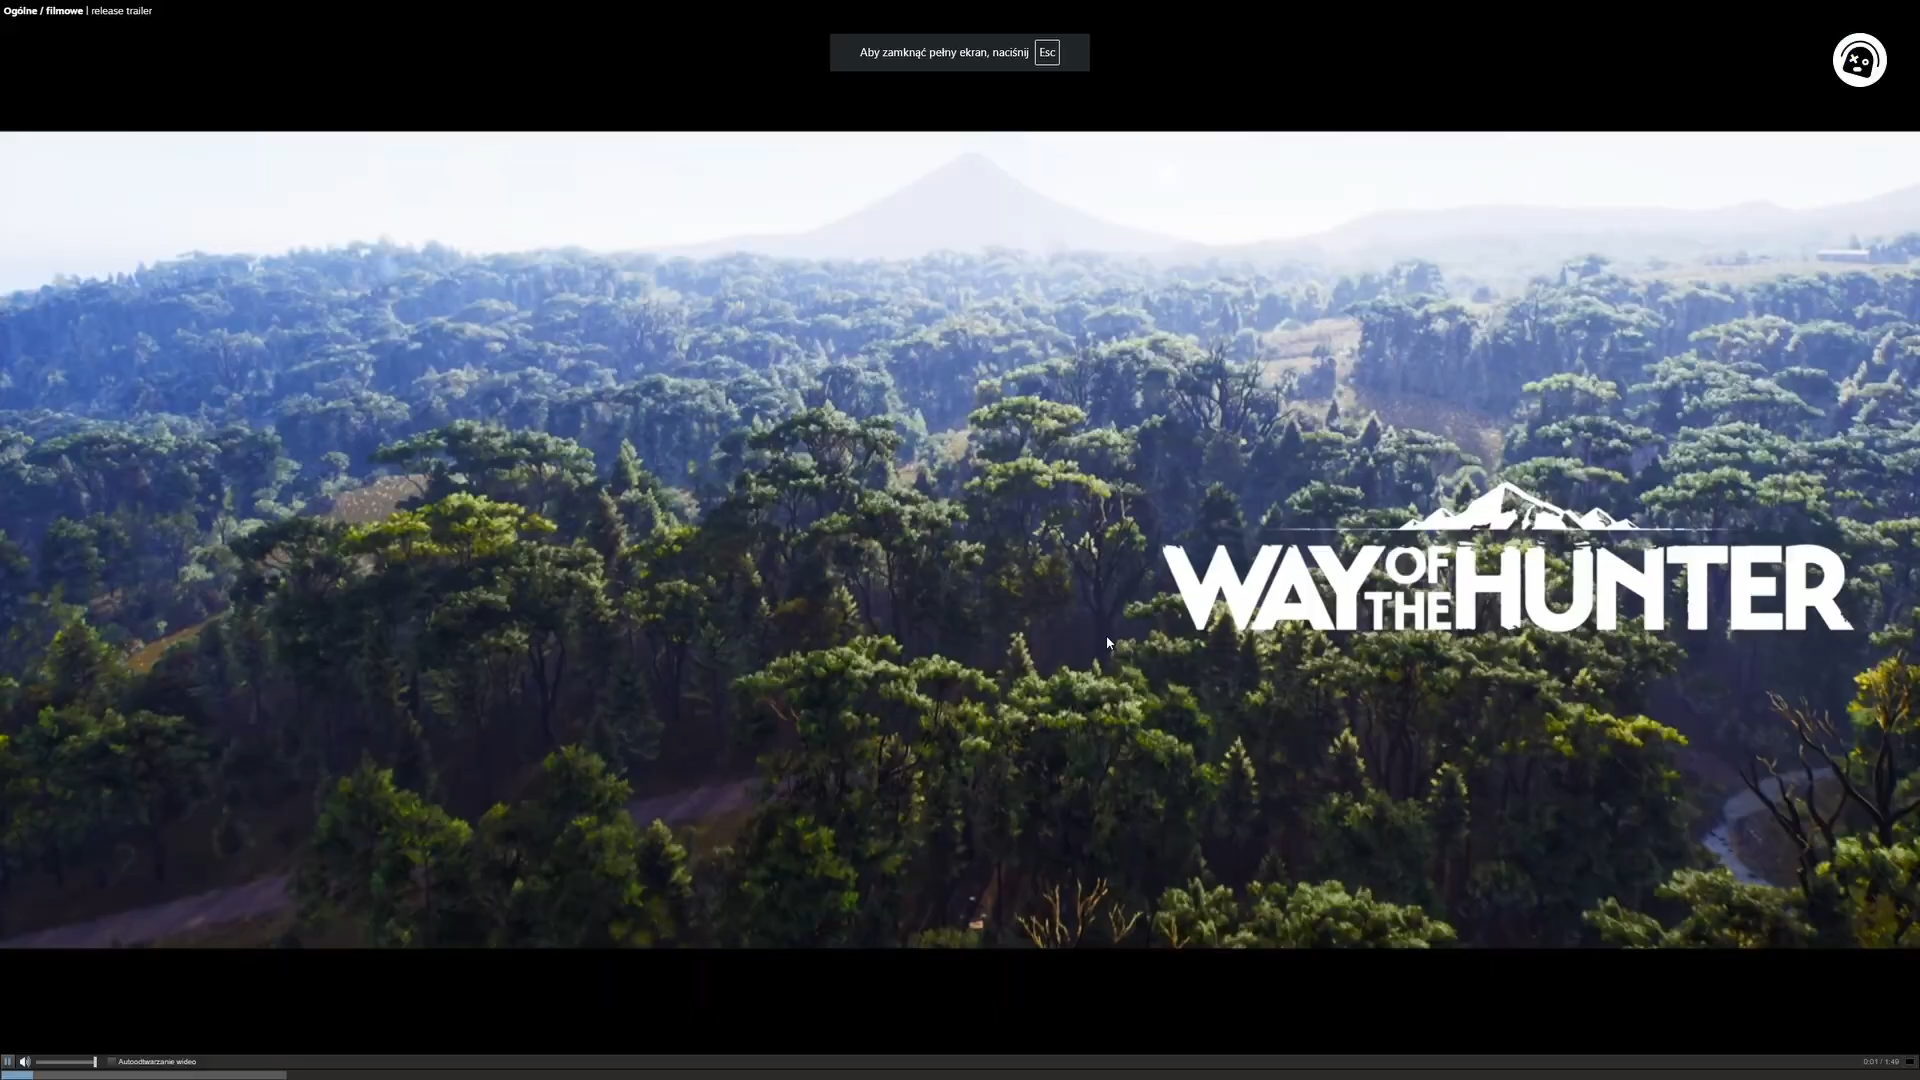 Ogólne / filmowe | release trailer
Aby zamknąć pełny ekran, naciśnij Esc
WAY OF THE HUNTER
Autoodtwarzanie wideo
0:01 / 1:49